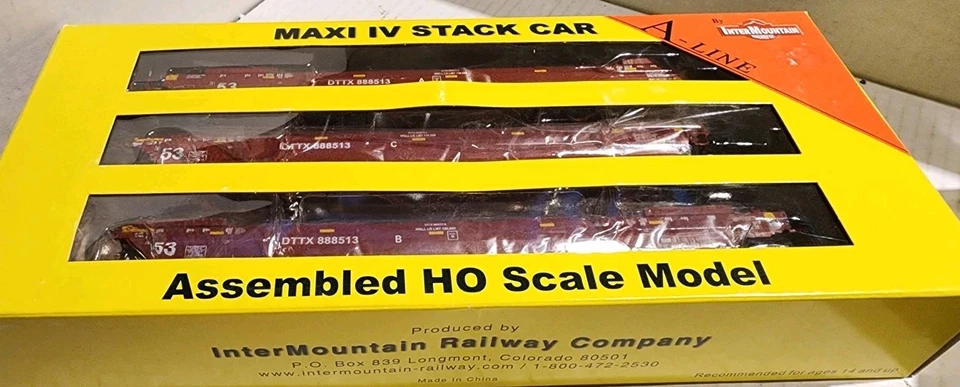 MAXI IV STACK CAR
A-LINE
By
INTERMOUNTAIN
53
DTTX 888513 A
53
DTTX 888513 C
53
DTTX 888513 B
Assembled HO Scale Model
Produced by
InterMountain Railway Company
P.O. Box 839 Longmont, Colorado 80501
www.intermountain-railway.com / 1-800-472-2530
Made in China
Recommended for ages 14 and up.